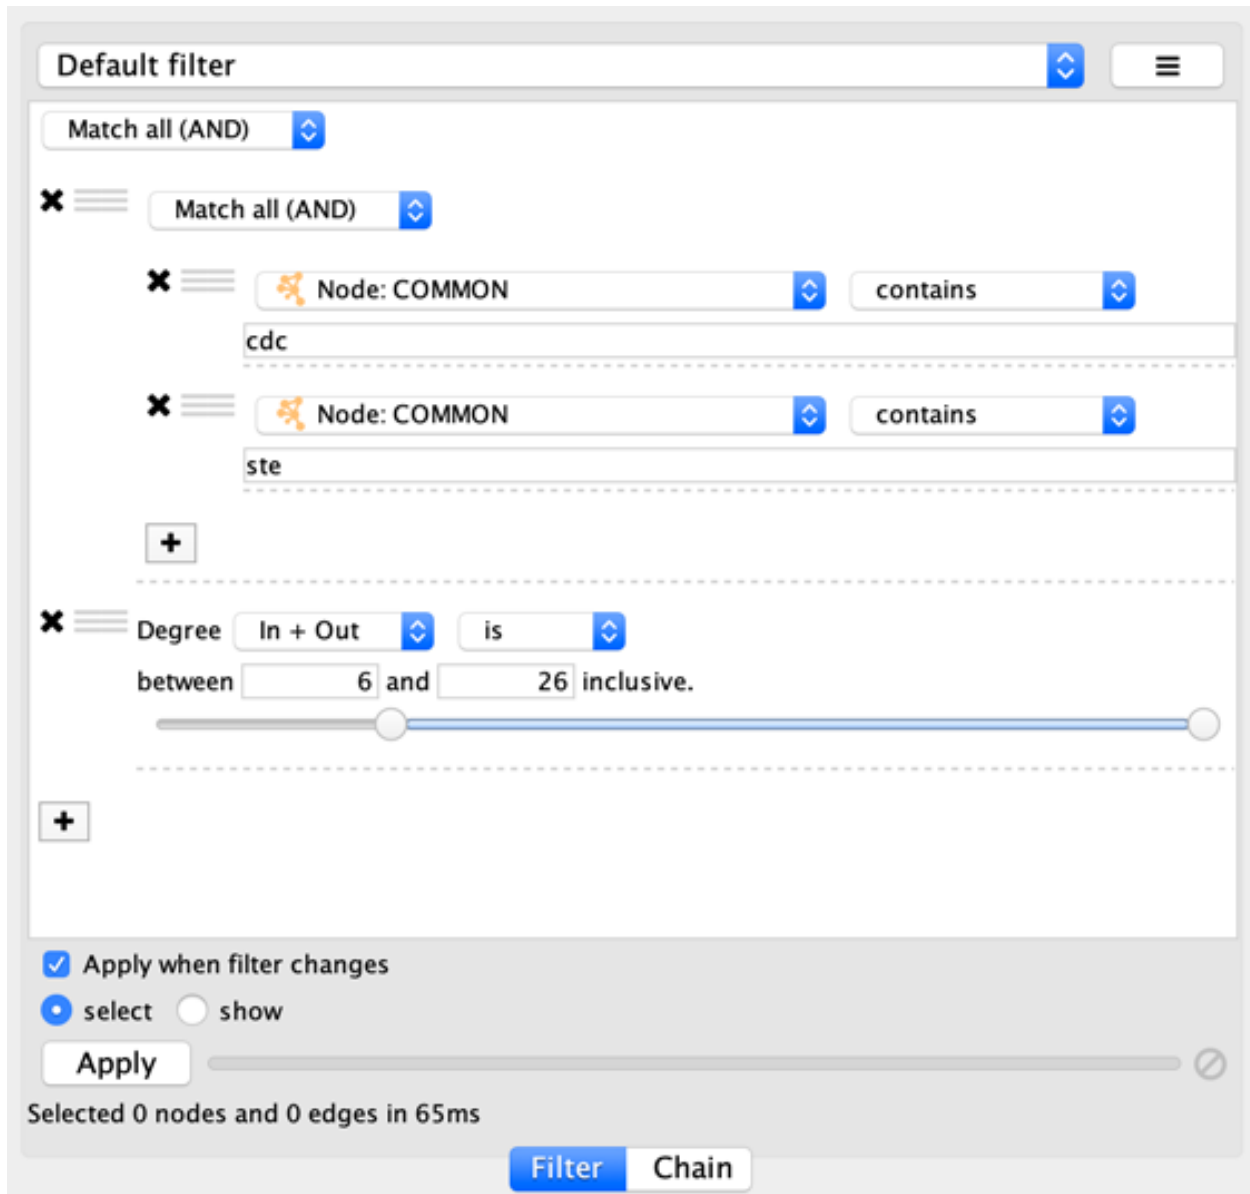 Default filter
Match all (AND)
Match all (AND)
Node: COMMON contains
cdc
Node: COMMON contains
ste
+
Degree In + Out is
between 6 and 26 inclusive.
+
Apply when filter changes
select show
Apply
Selected 0 nodes and 0 edges in 65ms
Filter Chain